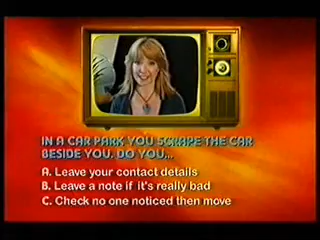 IN A CAR PARK YOU SCRAPE THE CAR
BESIDE YOU. DO YOU...
A. Leave your contact details
B. Leave a note if it's really bad
C. Check no one noticed then move